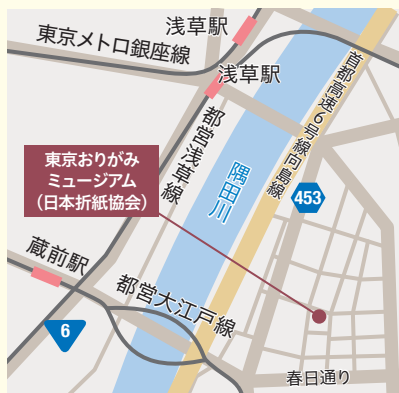 浅草駅
東京メトロ銀座線
浅草駅
首都高速6号線向島線
都営浅草線
東京おりがみ
ミュージアム
(日本折紙協会)
隅田川
453
蔵前駅
都営大江戸線
6
春日通り